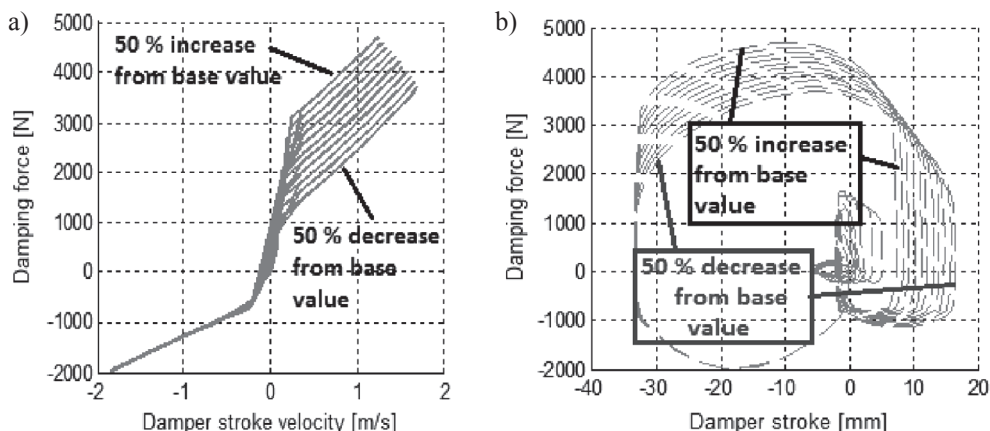 a)
5000
4000
3000
2000
1000
0
-1000
-2000
-2
-1
0
1
2
Damping force [N]
Damper stroke velocity [m/s]
50 % increase
from base value
50 % decrease
from base
value
b)
5000
4000
3000
2000
1000
0
-1000
-2000
-40
-30
-20
-10
0
10
20
Damping force [N]
Damper stroke [mm]
50 % increase
from base
value
50 % decrease
from base
value